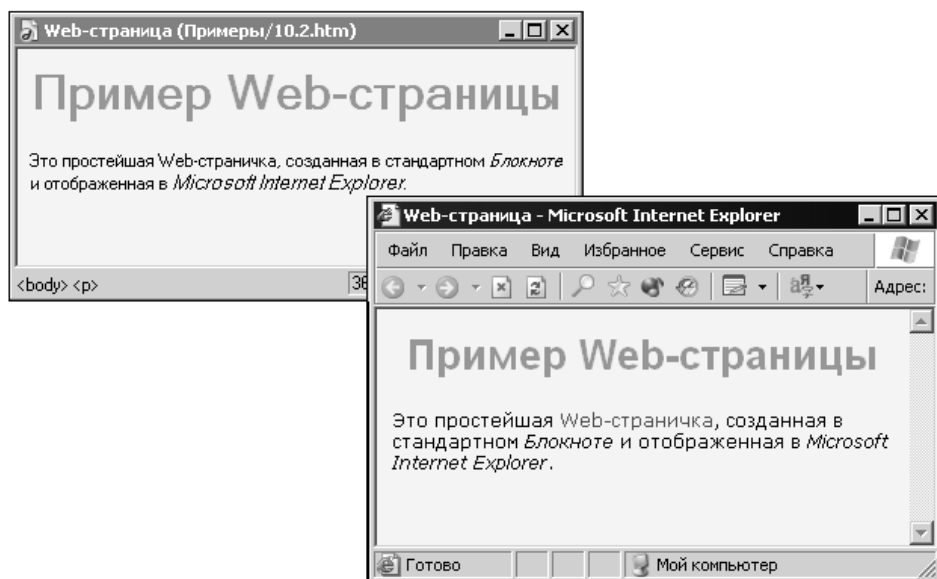 Web-страница (Примеры/10.2.htm)
Пример Web-страницы
Это простейшая Web-страничка, созданная в стандартном Блокноте
и отображенная в Microsoft Internet Explorer.
<body> <p>
Web-страница - Microsoft Internet Explorer
Файл Правка Вид Избранное Сервис Справка
Адрес:
Пример Web-страницы
Это простейшая Web-страничка, созданная в
стандартном Блокноте и отображенная в Microsoft
Internet Explorer.
Готово
Мой компьютер